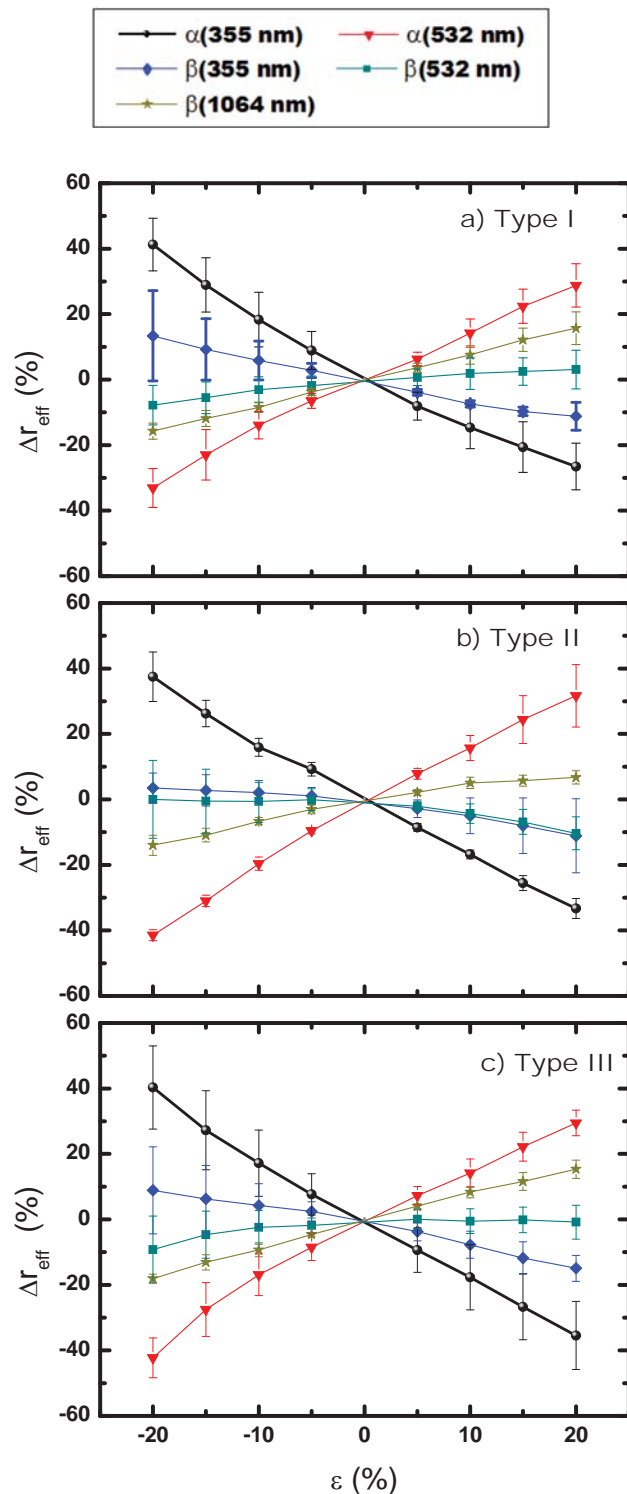 α(355 nm) α(532 nm)
β(355 nm) β(532 nm)
β(1064 nm)
60
40
20
0
-20
-40
-60
Δr_eff (%)
a) Type I
60
40
20
0
-20
-40
-60
Δr_eff (%)
b) Type II
60
40
20
0
-20
-40
-60
Δr_eff (%)
c) Type III
-20 -10 0 10 20
ε (%)